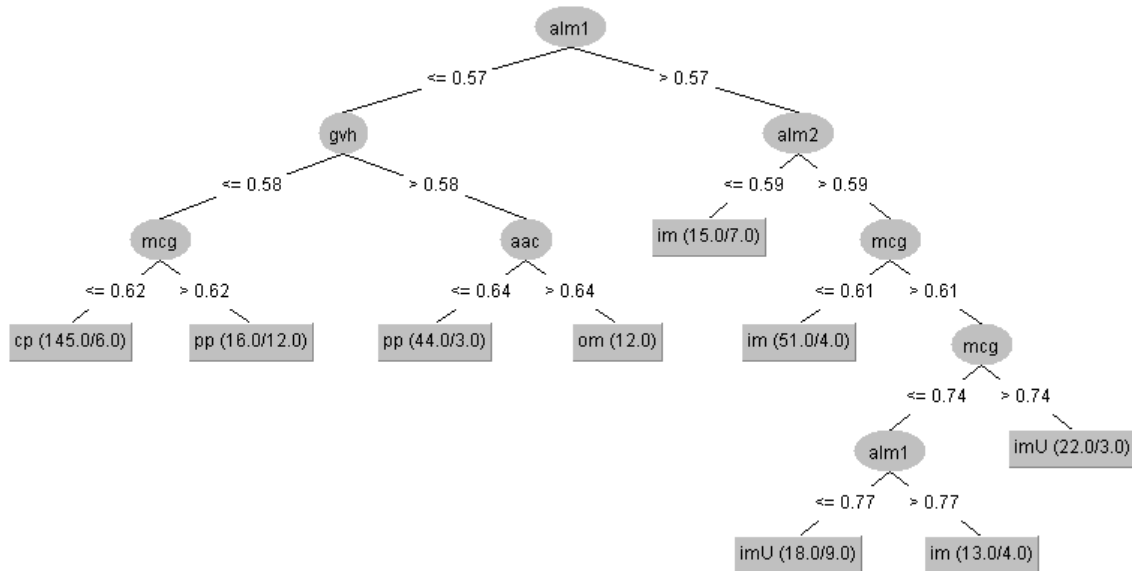 alm1
<= 0.57 > 0.57
gvh alm2
<= 0.58 > 0.58 <= 0.59 > 0.59
mcg aac im (15.0/7.0) mcg
<= 0.62 > 0.62 <= 0.64 > 0.64 <= 0.61 > 0.61
cp (145.0/6.0) pp (16.0/12.0) pp (44.0/3.0) om (12.0) im (51.0/4.0) mcg
<= 0.74 > 0.74
alm1 imU (22.0/3.0)
<= 0.77 > 0.77
imU (18.0/9.0) im (13.0/4.0)